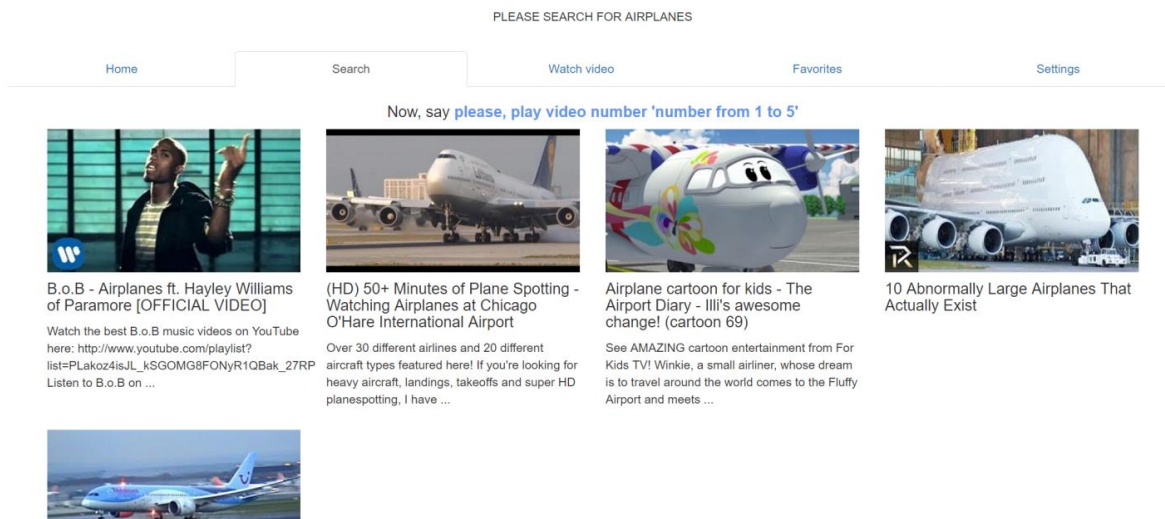 PLEASE SEARCH FOR AIRPLANES
Home
Search
Watch video
Favorites
Settings
Now, say please, play video number 'number from 1 to 5'
B.o.B - Airplanes ft. Hayley Williams
of Paramore [OFFICIAL VIDEO]
Watch the best B.o.B music videos on YouTube
here: http://www.youtube.com/playlist?
list=PLakoz4isJL_kSGOMG8FONyR1QBak_27RP
Listen to B.o.B on ...
(HD) 50+ Minutes of Plane Spotting -
Watching Airplanes at Chicago
O'Hare International Airport
Over 30 different airlines and 20 different
aircraft types featured here! If you're looking for
heavy aircraft, landings, takeoffs and super HD
planespotting, I have ...
Airplane cartoon for kids - The
Airport Diary - Illi's awesome
change! (cartoon 69)
See AMAZING cartoon entertainment from For
Kids TV! Winkie, a small airliner, whose dream
is to travel around the world comes to the Fluffy
Airport and meets ...
10 Abnormally Large Airplanes That
Actually Exist